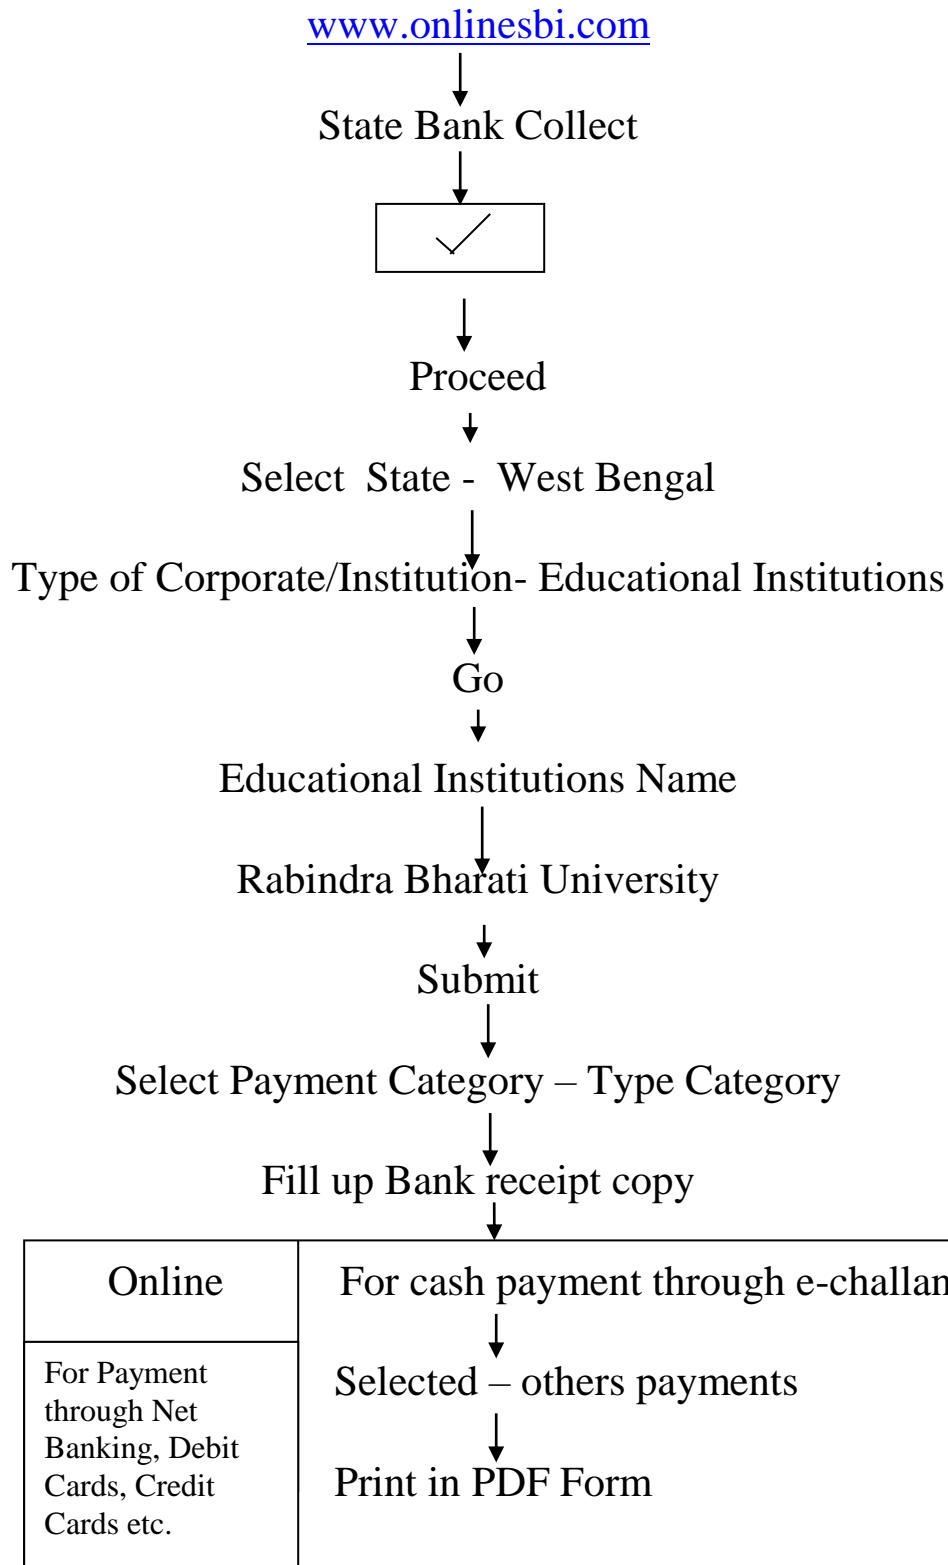 www.onlinesbi.com
State Bank Collect
Proceed
Select State - West Bengal
Type of Corporate/Institution- Educational Institutions
Go
Educational Institutions Name
Rabindra Bharati University
Submit
Select Payment Category – Type Category
Fill up Bank receipt copy
Online
For Payment
through Net
Banking, Debit
Cards, Credit
Cards etc.
For cash payment through e-challan
Selected – others payments
Print in PDF Form